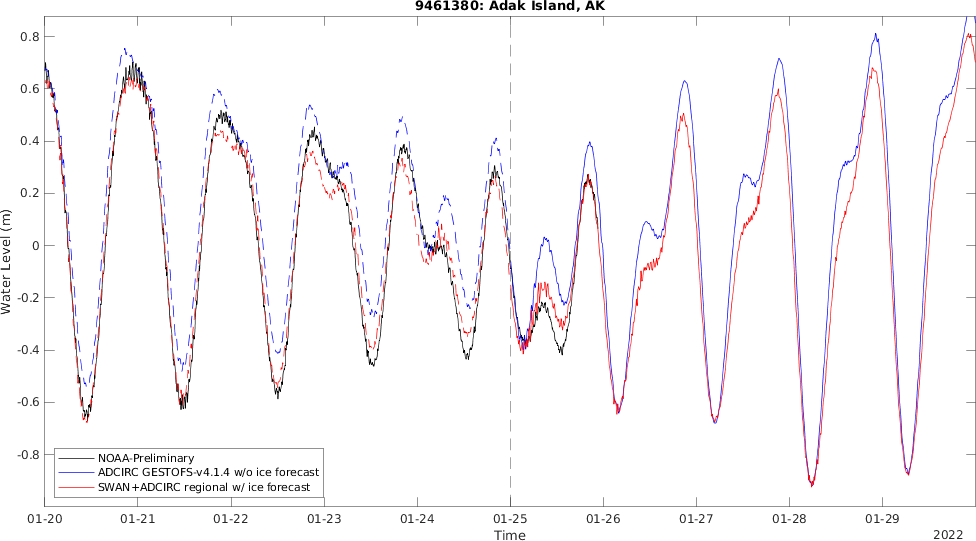 9461380: Adak Island, AK
Water Level (m)
0.8
0.6
0.4
0.2
0
-0.2
-0.4
-0.6
-0.8
NOAA-Preliminary
ADCIRC GESTOFS-v4.1.4 w/o ice forecast
SWAN+ADCIRC regional w/ ice forecast
01-20 01-21 01-22 01-23 01-24 01-25 01-26 01-27 01-28 01-29
Time
2022